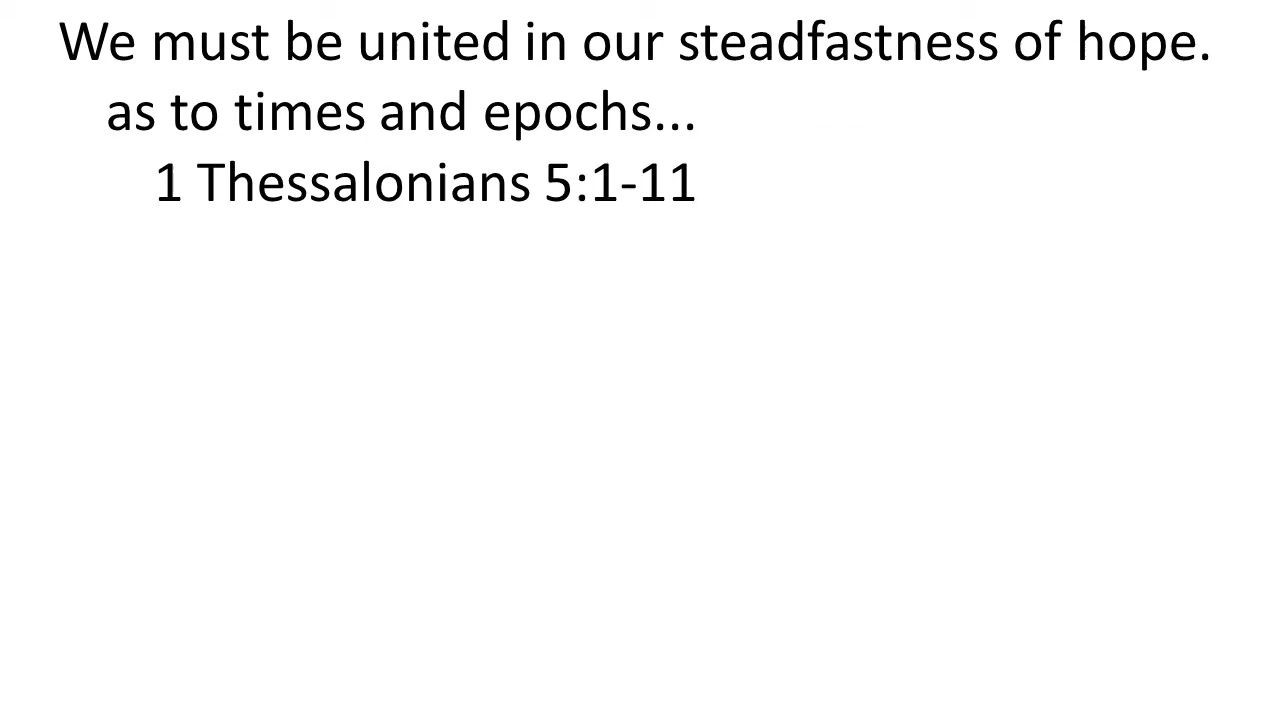 We must be united in our steadfastness of hope.
as to times and epochs...
1 Thessalonians 5:1-11